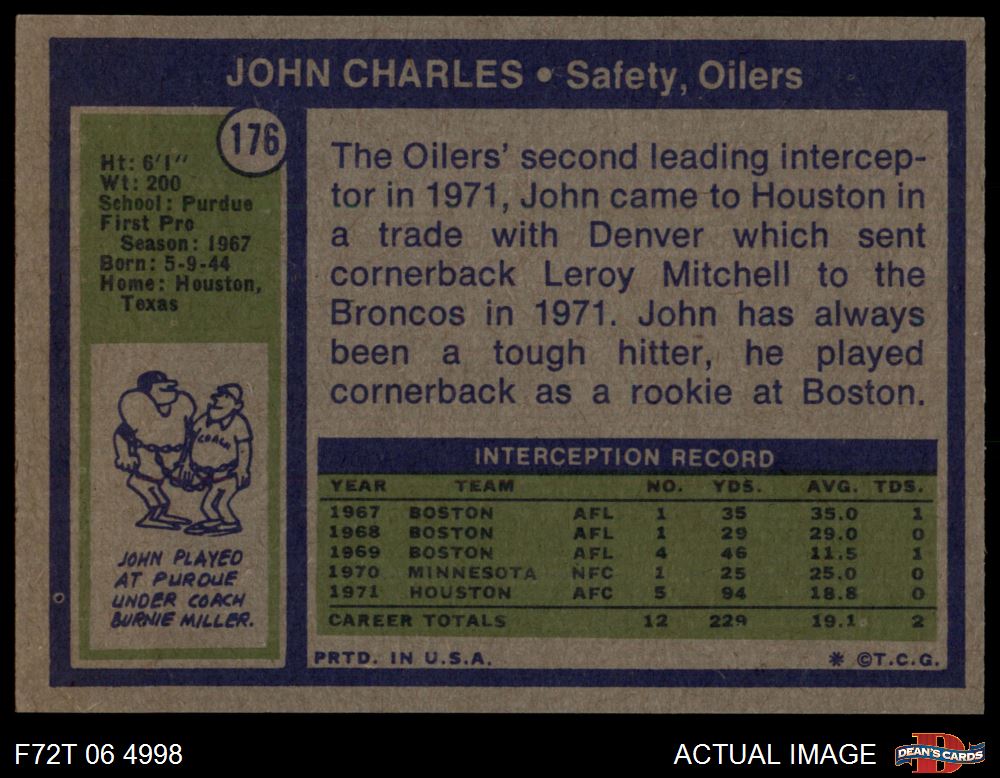 JOHN CHARLES • Safety, Oilers
176
Ht: 6'1"
Wt: 200
School: Purdue
First Pro
Season: 1967
Born: 5-9-44
Home: Houston,
Texas
COACH
JOHN PLAYED
AT PURDUE
UNDER COACH
BURNIE MILLER.
The Oilers' second leading intercep-
tor in 1971, John came to Houston in
a trade with Denver which sent
cornerback Leroy Mitchell to the
Broncos in 1971. John has always
been a tough hitter, he played
cornerback as a rookie at Boston.
INTERCEPTION RECORD
YEAR TEAM NO. YDS. AVG. TDS.
1967 BOSTON AFL 1 35 35.0 1
1968 BOSTON AFL 1 29 29.0 0
1969 BOSTON AFL 4 46 11.5 1
1970 MINNESOTA NFC 1 25 25.0 0
1971 HOUSTON AFC 5 94 18.8 0
CAREER TOTALS 12 229 19.1 2
PRTD. IN U.S.A. * ©T.C.G.
F72T 06 4998 ACTUAL IMAGE DEAN'S CARDS